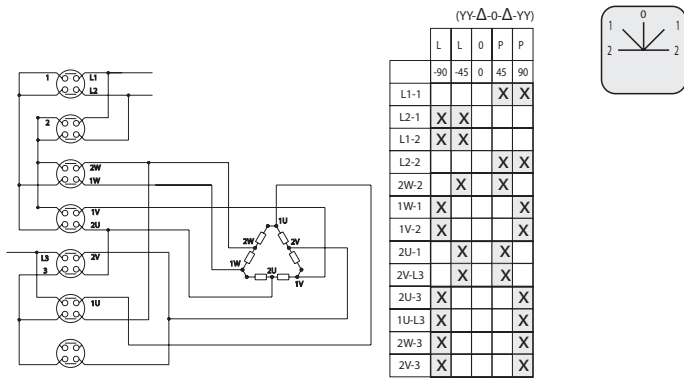 (YY-Δ-0-Δ-YY)
L L 0 P P
-90 -45 0 45 90
L1-1 X X
L2-1 X X
L1-2 X X
L2-2 X X
2W-2 X X
1W-1 X X
1V-2 X X
2U-1 X X
2V-L3 X X
2U-3 X X
1U-L3 X X
2W-3 X X
2V-3 X X
0
1 1
2 2
1 L1
L2
2
2W
1W
1V
2U
L3 2V
3
1U
1U
2W 2V
1W 2U 1V